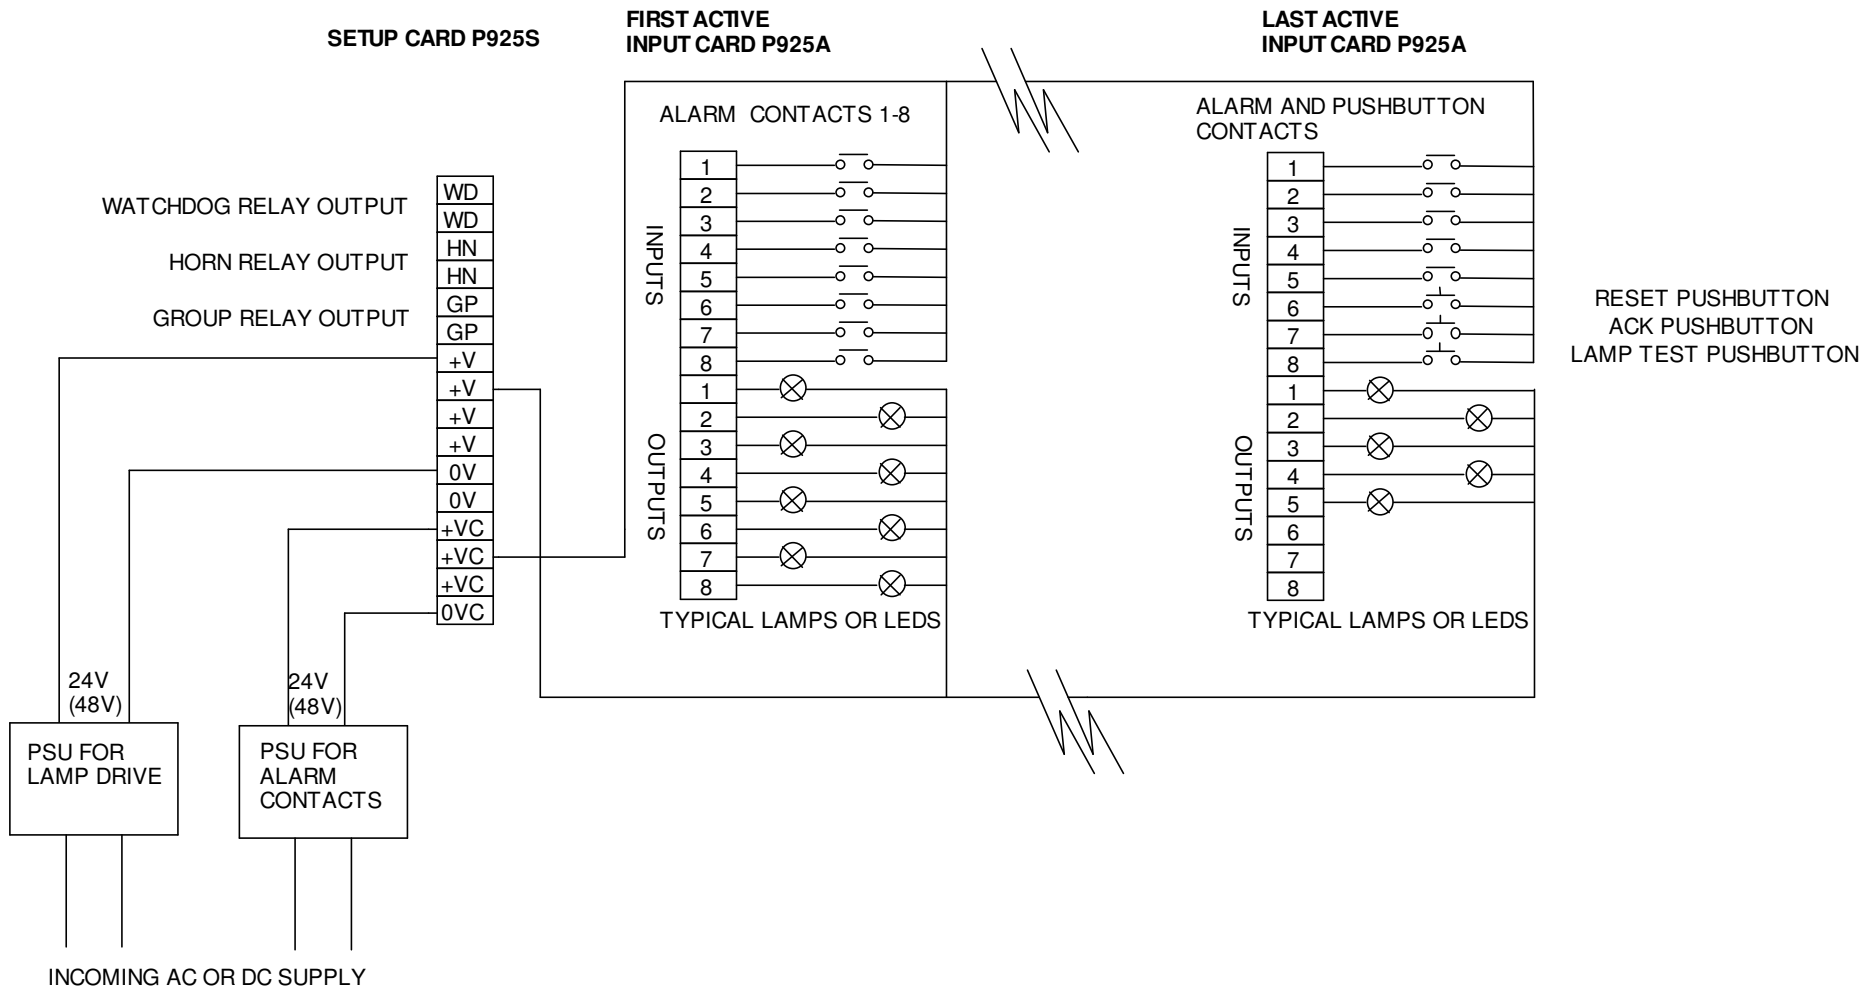 SETUP CARD P925S
FIRST ACTIVE
INPUT CARD P925A
LAST ACTIVE
INPUT CARD P925A
WATCHDOG RELAY OUTPUT
HORN RELAY OUTPUT
GROUP RELAY OUTPUT
WD
WD
HN
HN
GP
GP
+V
+V
+V
+V
0V
0V
+VC
+VC
+VC
0VC
ALARM CONTACTS 1-8
INPUTS
1
2
3
4
5
6
7
8
OUTPUTS
1
2
3
4
5
6
7
8
TYPICAL LAMPS OR LEDS
ALARM AND PUSHBUTTON
CONTACTS
INPUTS
1
2
3
4
5
6
7
8
OUTPUTS
1
2
3
4
5
6
7
8
TYPICAL LAMPS OR LEDS
RESET PUSHBUTTON
ACK PUSHBUTTON
LAMP TEST PUSHBUTTON
24V
(48V)
24V
(48V)
PSU FOR
LAMP DRIVE
PSU FOR
ALARM
CONTACTS
INCOMING AC OR DC SUPPLY